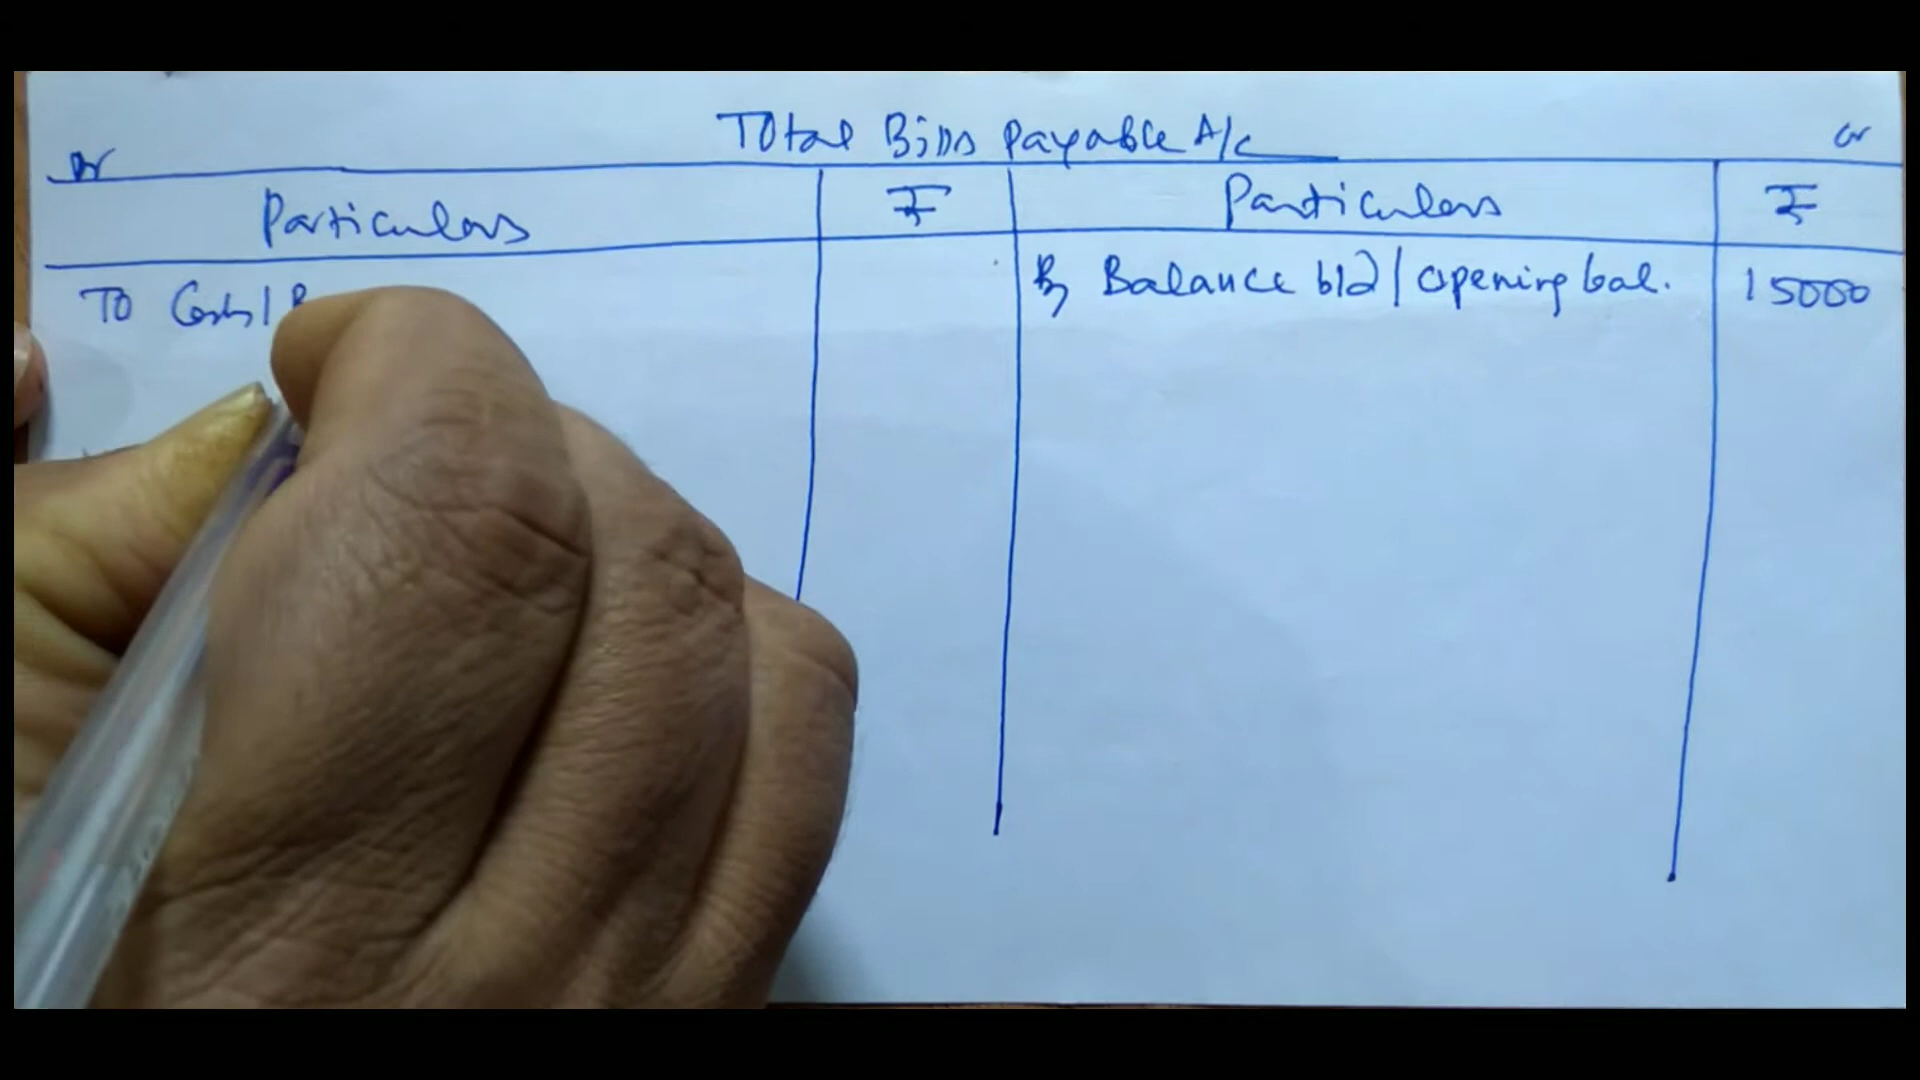 Total Bills Payable A/c
Dr
Cr
Particulars ₹ Particulars ₹
To Cash/B
By Balance b/d/opening bal. 15000